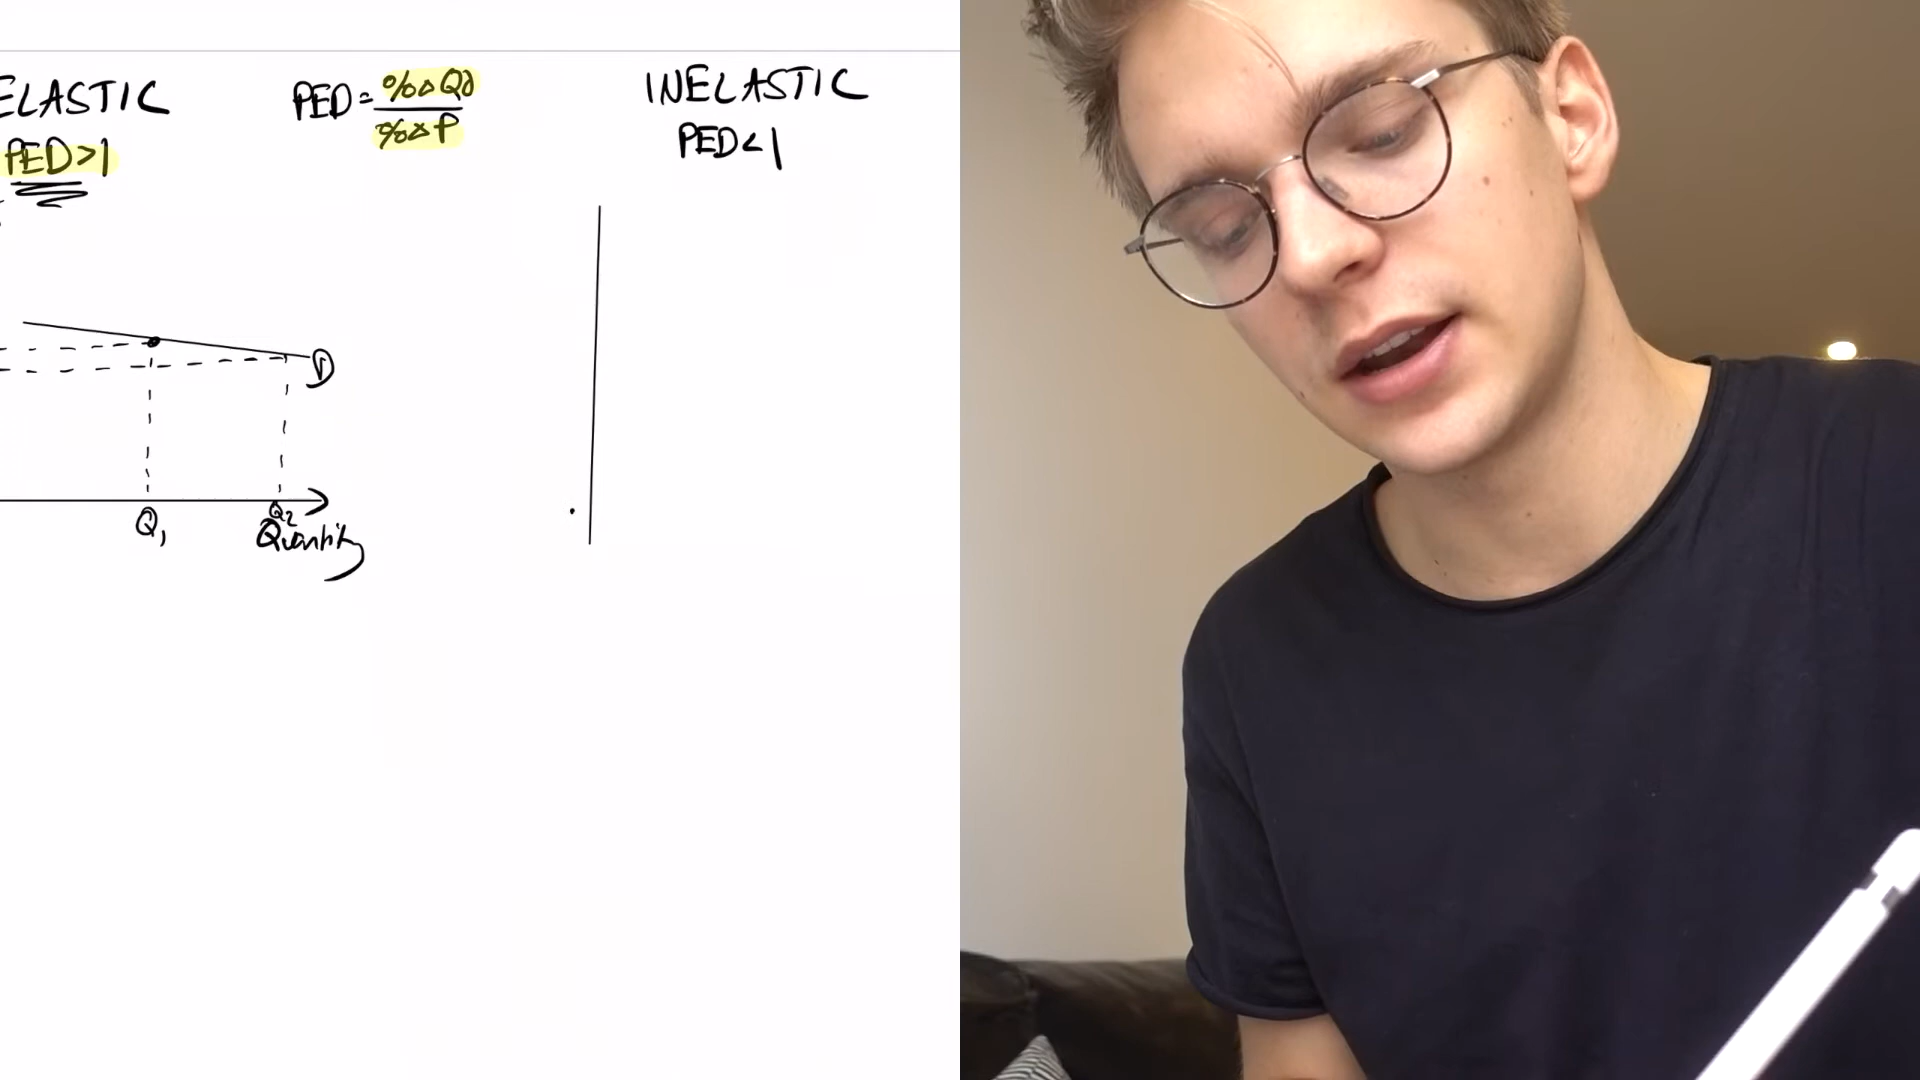 ELASTIC
PED>1
PED = %ΔQd
%ΔP
INELASTIC
PED<1
D
Q1
Q2
Quantity